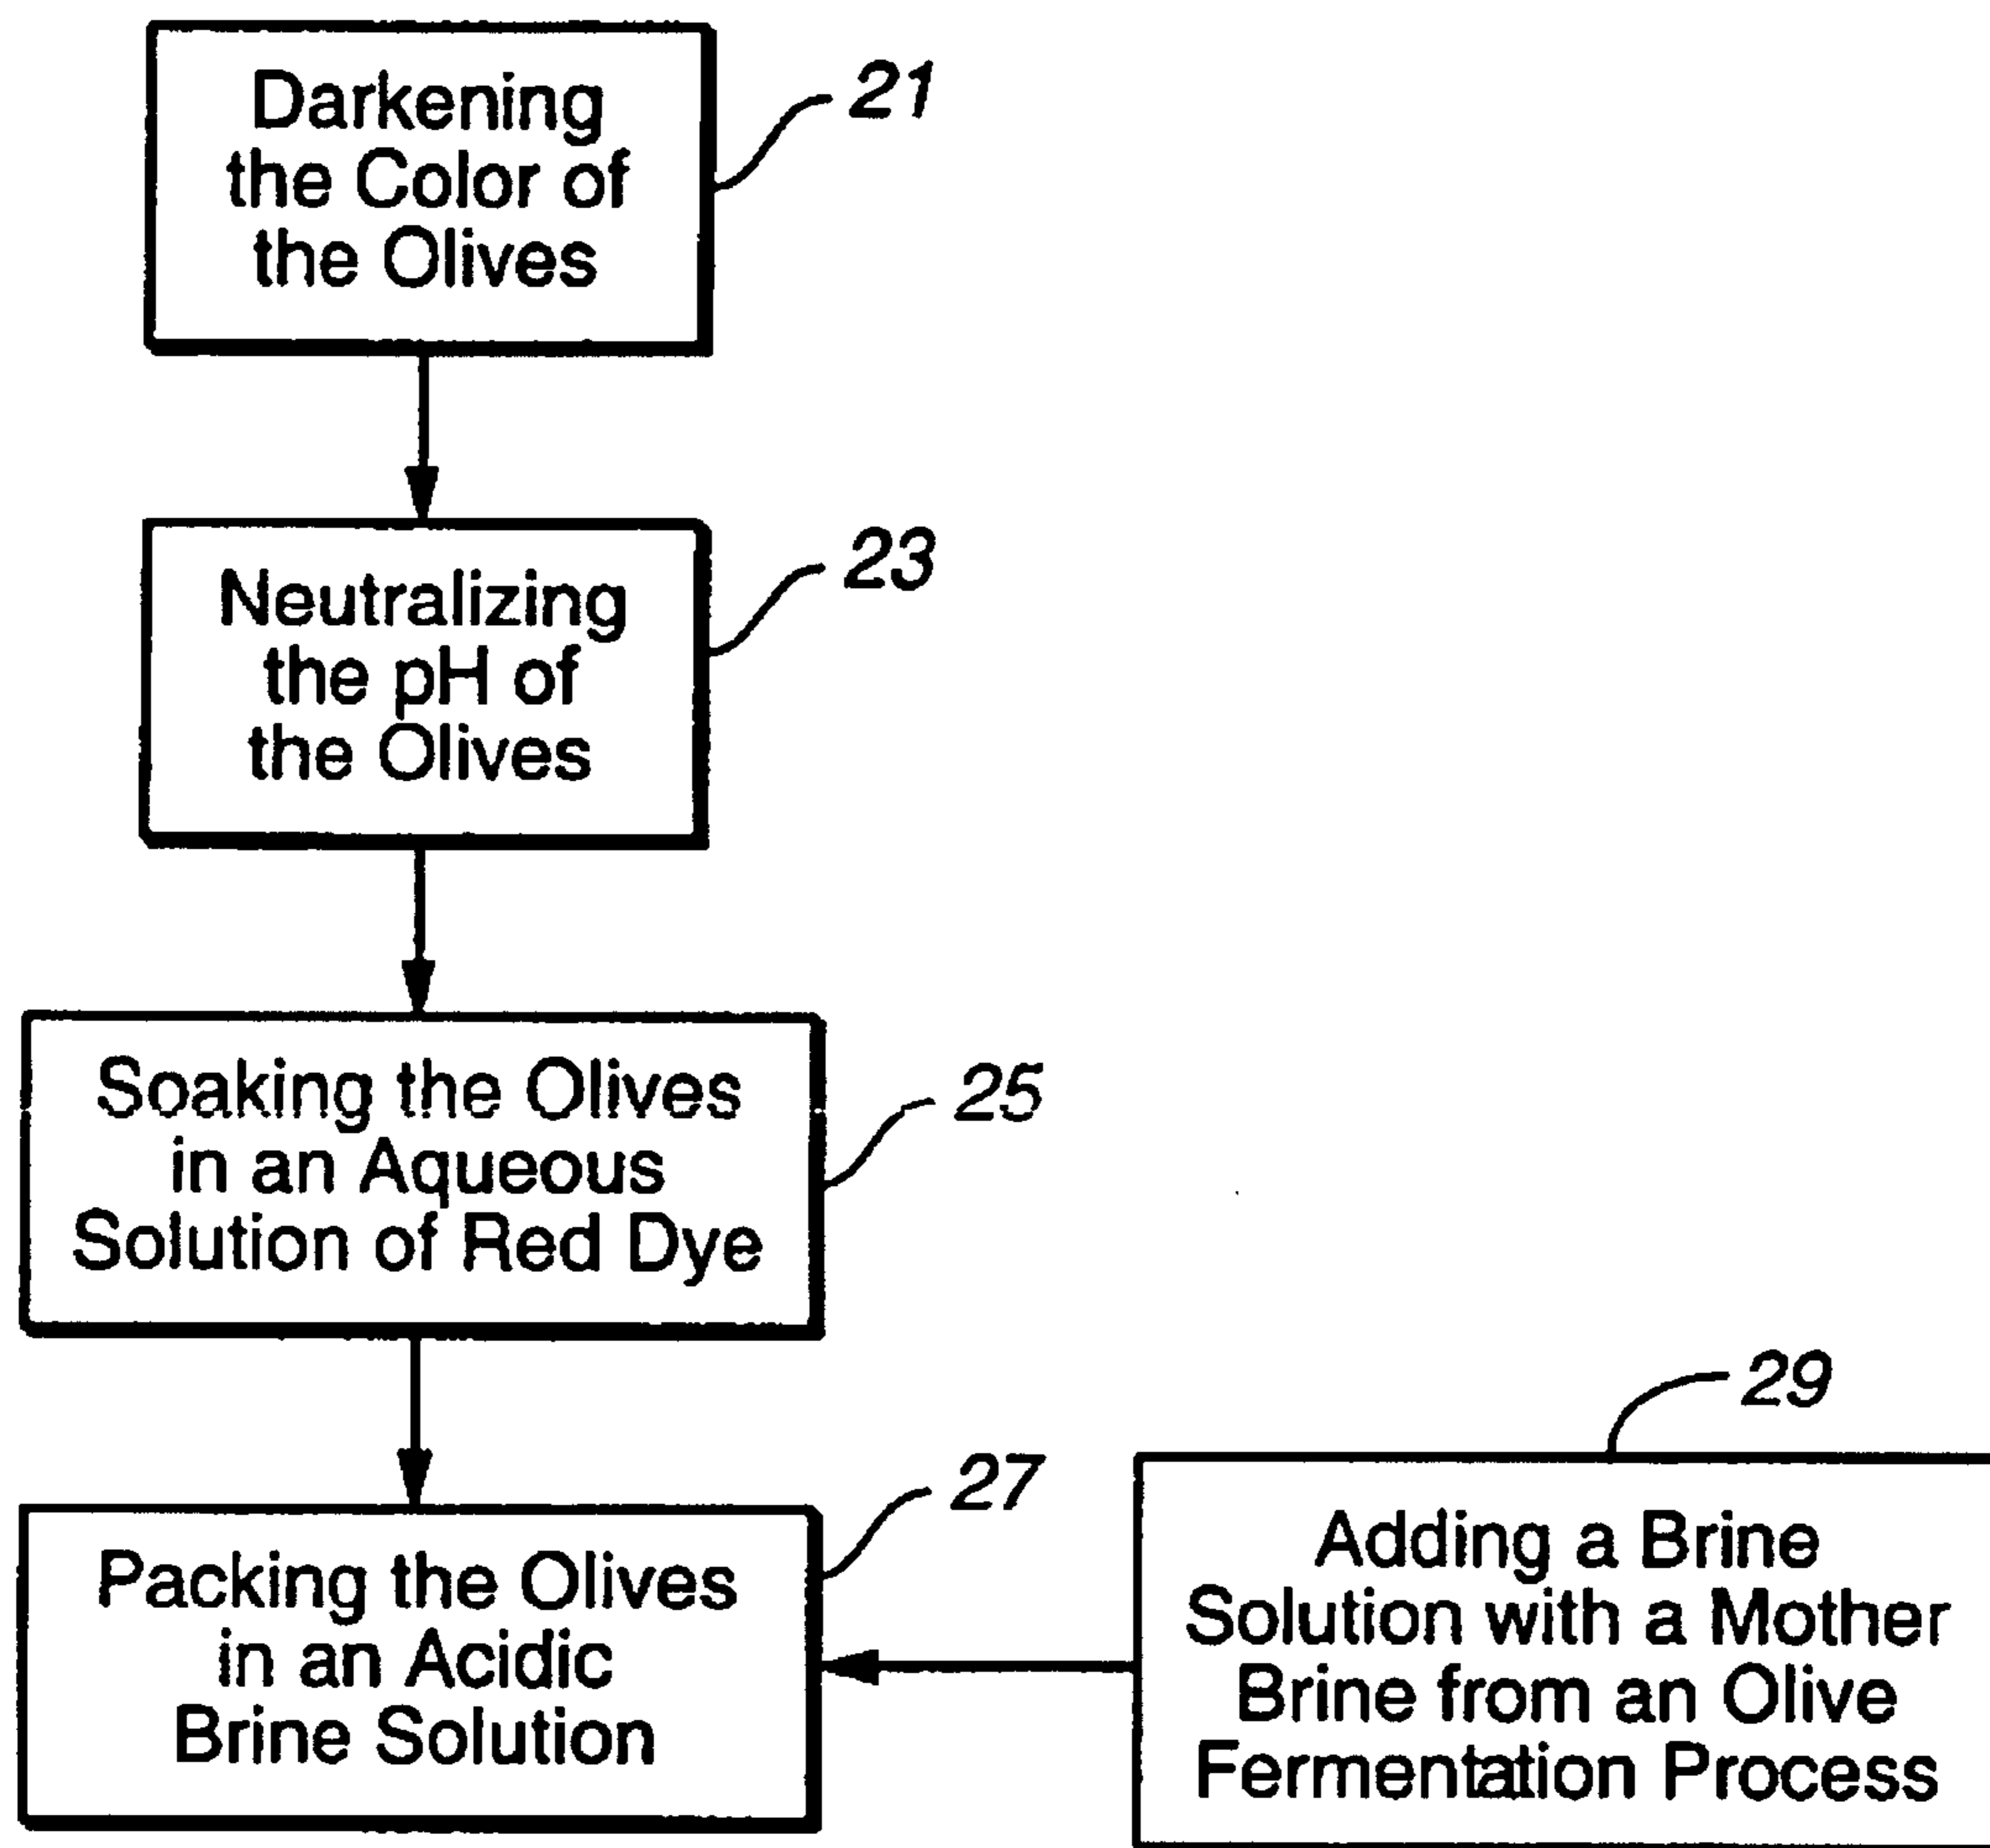 Darkening
the Color of
the Olives
21
Neutralizing
the pH of
the Olives
23
Soaking the Olives
in an Aqueous
Solution of Red Dye
25
Packing the Olives
in an Acidic
Brine Solution
27
Adding a Brine
Solution with a Mother
Brine from an Olive
Fermentation Process
29